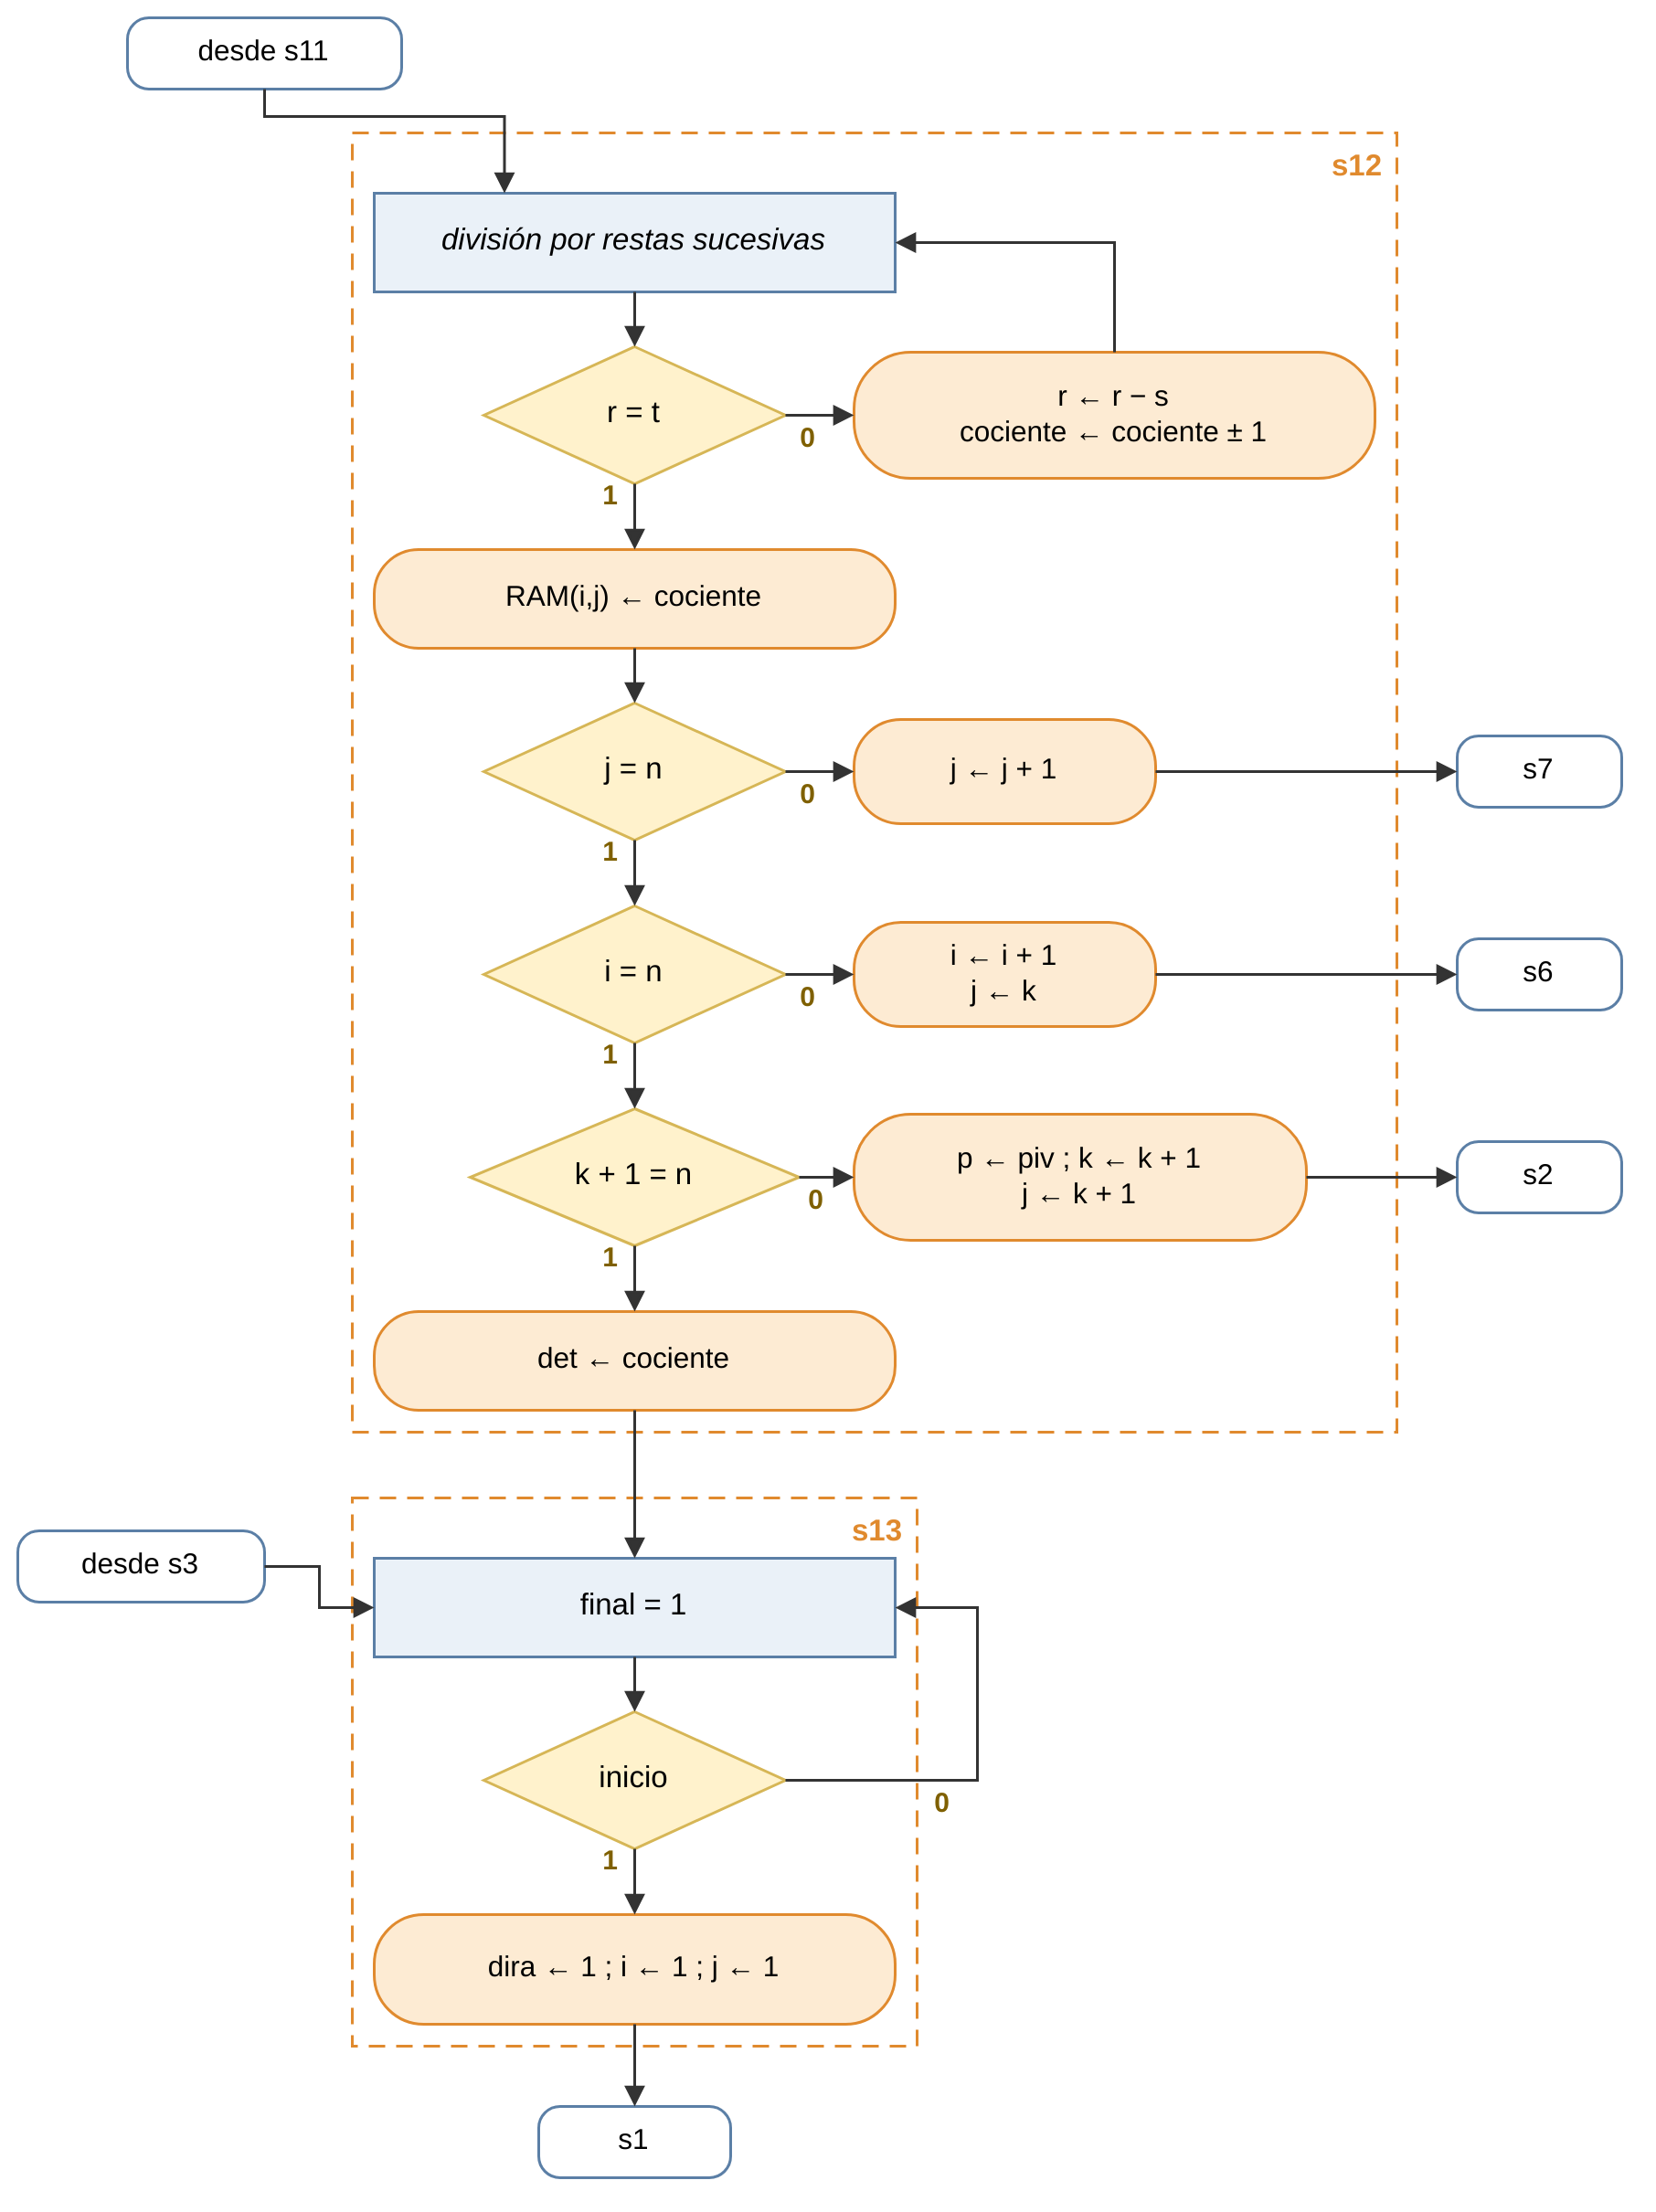 desde s11
s12
división por restas sucesivas
r = t
0
r ← r − s
cociente ← cociente ± 1
1
RAM(i,j) ← cociente
j = n
0
j ← j + 1
s7
1
i = n
0
i ← i + 1
j ← k
s6
1
k + 1 = n
0
p ← piv ; k ← k + 1
j ← k + 1
s2
1
det ← cociente
s13
desde s3
final = 1
inicio
0
1
dira ← 1 ; i ← 1 ; j ← 1
s1